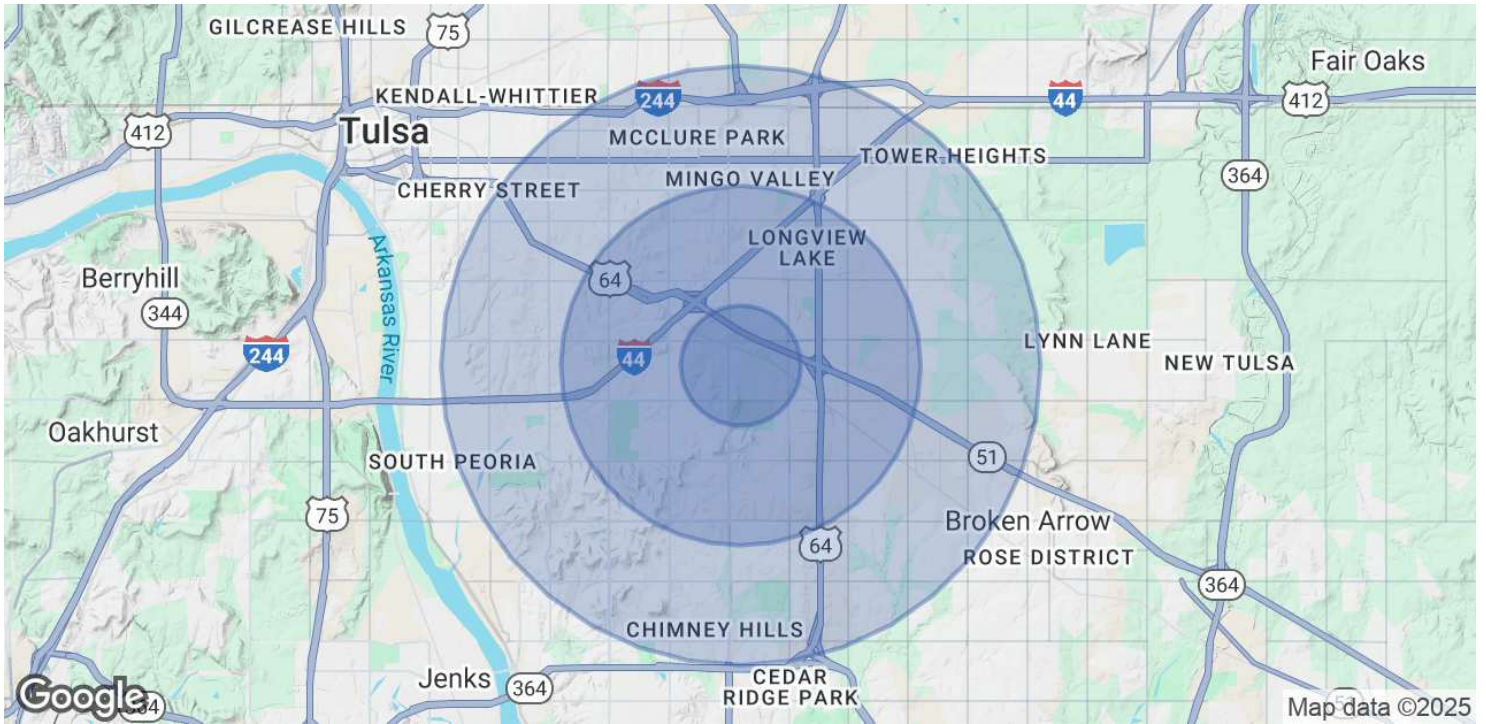 GILCREASE HILLS
75
Fair Oaks
KENDALL-WHITTIER
244
44
412
412
Tulsa
MCCLURE PARK
TOWER HEIGHTS
364
CHERRY STREET
MINGO VALLEY
LONGVIEW
LAKE
Arkansas River
Berryhill
64
344
244
44
LYNN LANE
NEW TULSA
Oakhurst
SOUTH PEORIA
51
75
Broken Arrow
64
ROSE DISTRICT
364
CHIMNEY HILLS
Jenks
364
CEDAR
RIDGE PARK
Google
Map data ©2025